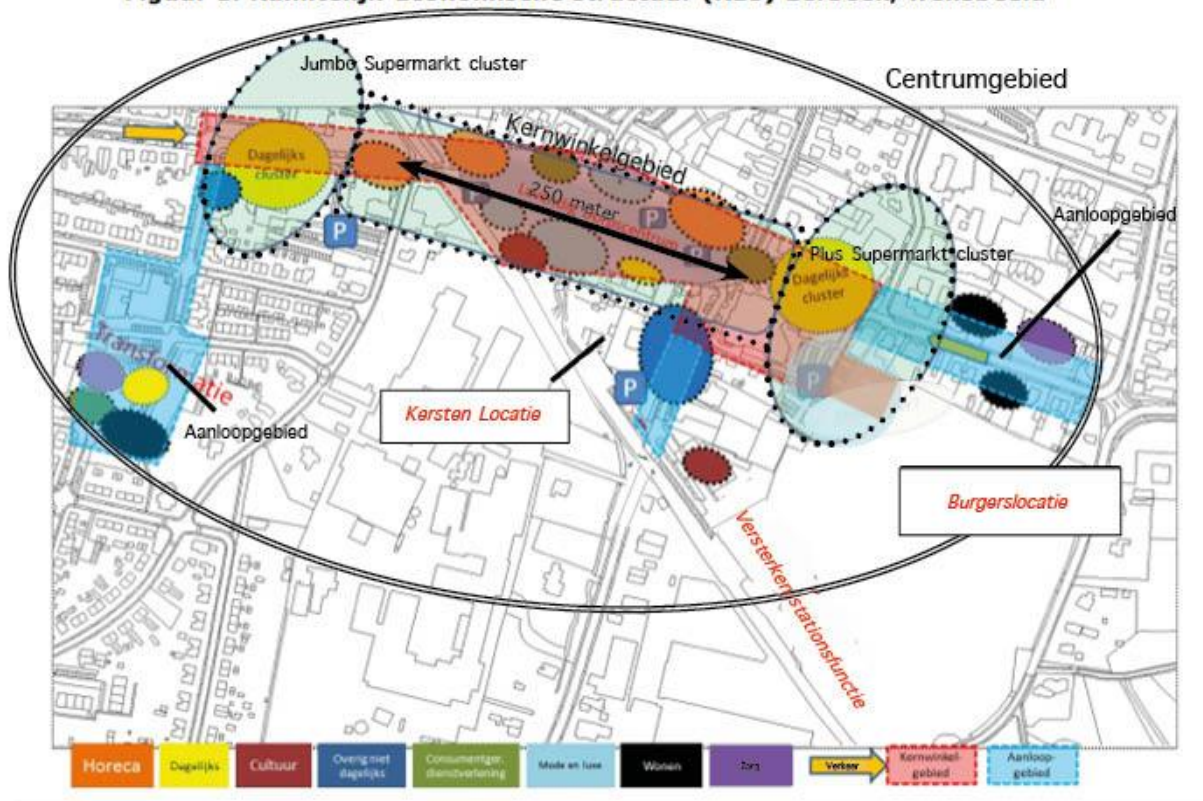 Jumbo Supermarkt cluster
Centrumgebied
Kernwinkelgebied
Dagelijks
cluster
250 meter
P
P
Aanloopgebied
Plus Supermarkt cluster
Dagelijks
cluster
P
P
Kersten Locatie
Aanloopgebied
Burgerslocatie
Versterken stationsfunctie
Horeca
Dagelijks
Cultuur
Overig niet
dagelijks
Consumentger.
dienstverlening
Mode en luxe
Wonen
Zorg
Verkeer
Kernwinkel-
gebied
Aanloop-
gebied